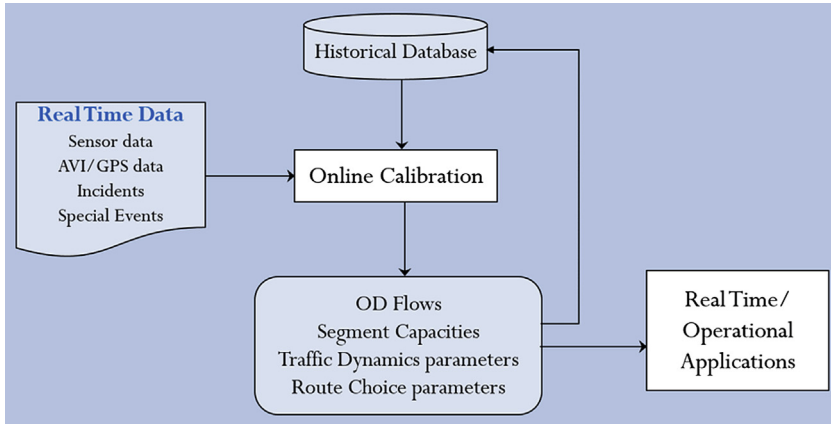 Historical Database
Real Time Data
Sensor data
AVI/GPS data
Incidents
Special Events
Online Calibration
OD Flows
Segment Capacities
Traffic Dynamics parameters
Route Choice parameters
Real Time/
Operational
Applications